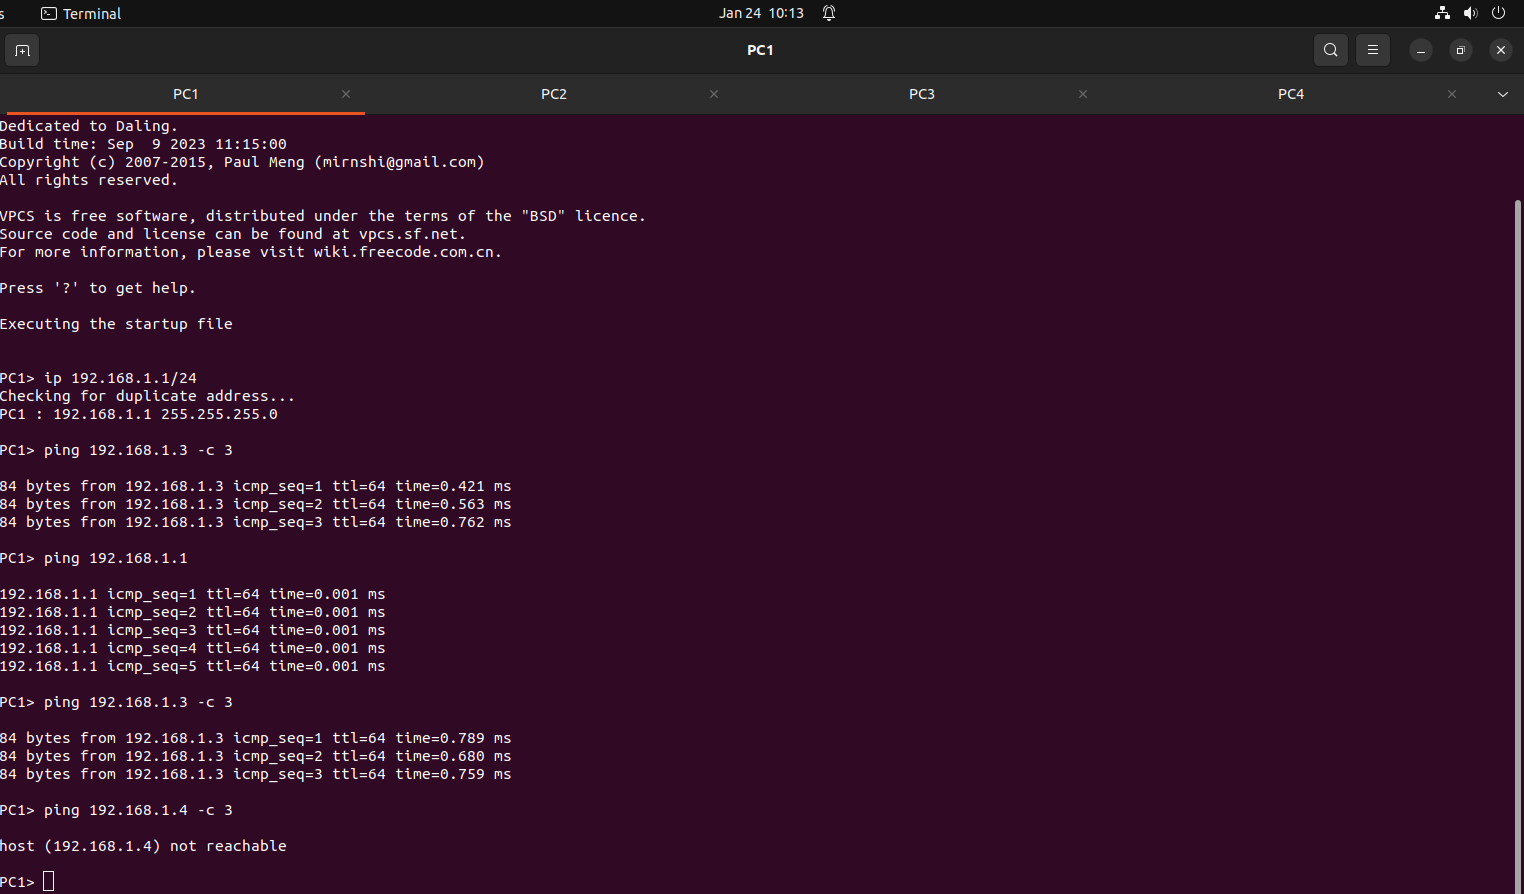 s Terminal Jan 24 10:13
PC1
PC1 PC2 PC3 PC4
Dedicated to Daling.
Build time: Sep  9 2023 11:15:00
Copyright (c) 2007-2015, Paul Meng (mirnshi@gmail.com)
All rights reserved.
VPCS is free software, distributed under the terms of the "BSD" licence.
Source code and license can be found at vpcs.sf.net.
For more information, please visit wiki.freecode.com.cn.
Press '?' to get help.
Executing the startup file
PC1> ip 192.168.1.1/24
Checking for duplicate address...
PC1 : 192.168.1.1 255.255.255.0
PC1> ping 192.168.1.3 -c 3
84 bytes from 192.168.1.3 icmp_seq=1 ttl=64 time=0.421 ms
84 bytes from 192.168.1.3 icmp_seq=2 ttl=64 time=0.563 ms
84 bytes from 192.168.1.3 icmp_seq=3 ttl=64 time=0.762 ms
PC1> ping 192.168.1.1
192.168.1.1 icmp_seq=1 ttl=64 time=0.001 ms
192.168.1.1 icmp_seq=2 ttl=64 time=0.001 ms
192.168.1.1 icmp_seq=3 ttl=64 time=0.001 ms
192.168.1.1 icmp_seq=4 ttl=64 time=0.001 ms
192.168.1.1 icmp_seq=5 ttl=64 time=0.001 ms
PC1> ping 192.168.1.3 -c 3
84 bytes from 192.168.1.3 icmp_seq=1 ttl=64 time=0.789 ms
84 bytes from 192.168.1.3 icmp_seq=2 ttl=64 time=0.680 ms
84 bytes from 192.168.1.3 icmp_seq=3 ttl=64 time=0.759 ms
PC1> ping 192.168.1.4 -c 3
host (192.168.1.4) not reachable
PC1>